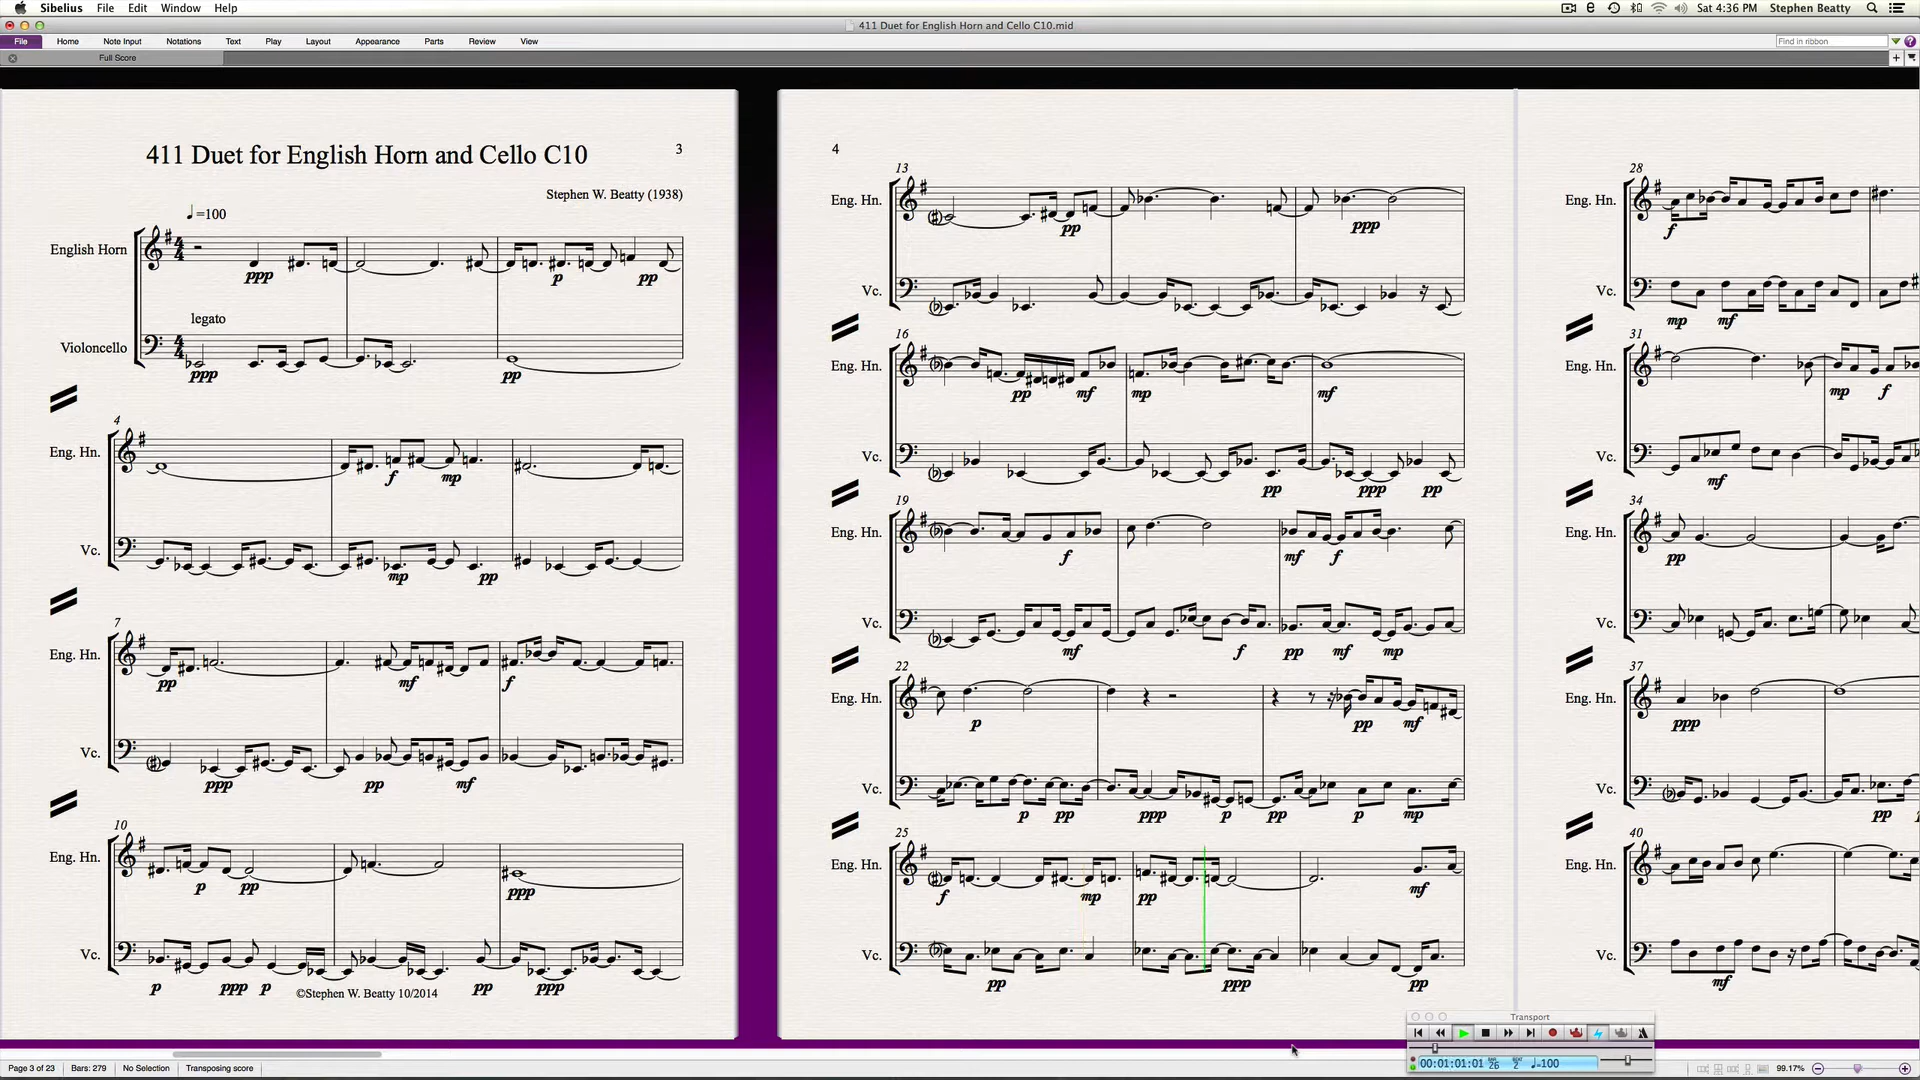 Sibelius File Edit Window Help
Sat 4:36 PM Stephen Beatty
411 Duet for English Horn and Cello C10.mid
File Home Note Input Notations Text Play Layout Appearance Parts Review View
Find in ribbon
Full Score
411 Duet for English Horn and Cello C10
3
Stephen W. Beatty (1938)
=100
English Horn
ppp p pp
legato
Violoncello
ppp pp
4
Eng. Hn.
f mp
Vc.
mp pp
7
Eng. Hn.
pp mf f
Vc.
ppp pp mf
10
Eng. Hn.
p pp ppp
Vc.
p ppp p pp ppp
©Stephen W. Beatty 10/2014
4
13
Eng. Hn.
pp ppp
Vc.
16
Eng. Hn.
pp mf mp mf
Vc.
pp ppp pp
19
Eng. Hn.
f mf f
Vc.
mf f pp mf mp
22
Eng. Hn.
p pp mf
Vc.
p pp ppp p pp p mp
25
Eng. Hn.
f mp pp mf
Vc.
pp ppp pp
28
Eng. Hn.
f
Vc.
mp mf
31
Eng. Hn.
mp f
Vc.
mf
34
Eng. Hn.
pp
Vc.
37
Eng. Hn.
ppp
Vc.
pp p
40
Eng. Hn.
Vc.
mf
Transport
00:01:01:01 BAR 26 BEAT 2 =100
Page 3 of 23 Bars: 279 No Selection Transposing score
99.17%